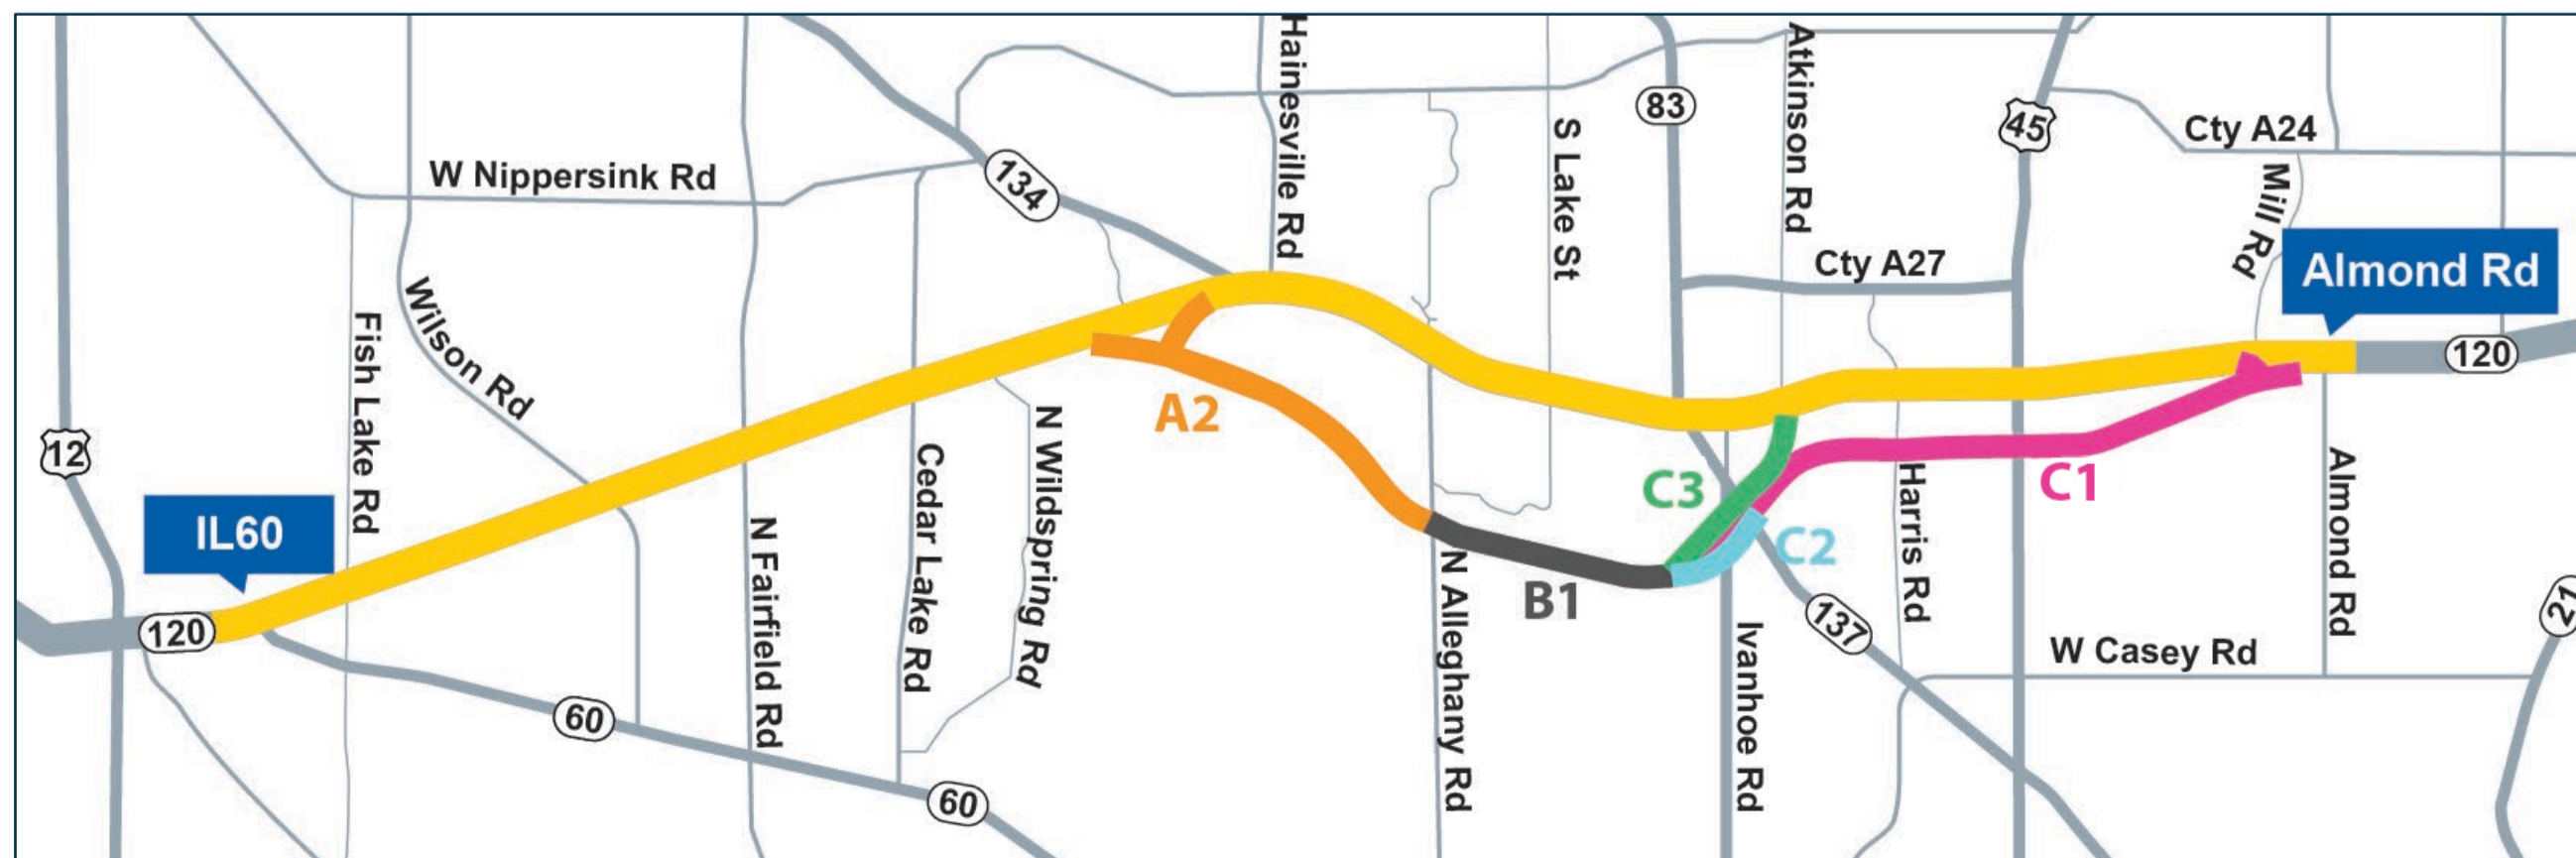 Hainesville Rd
Atkinson Rd
83
45
S Lake St
Cty A24
W Nippersink Rd
134
Mill Rd
Cty A27
Almond Rd
Wilson Rd
Fish Lake Rd
120
A2
12
N Wildspring Rd
Cedar Lake Rd
C3
C1
Harris Rd
Almond Rd
IL60
N Fairfield Rd
C2
B1
N Alleghany Rd
120
137
Ivanhoe Rd
W Casey Rd
60
60